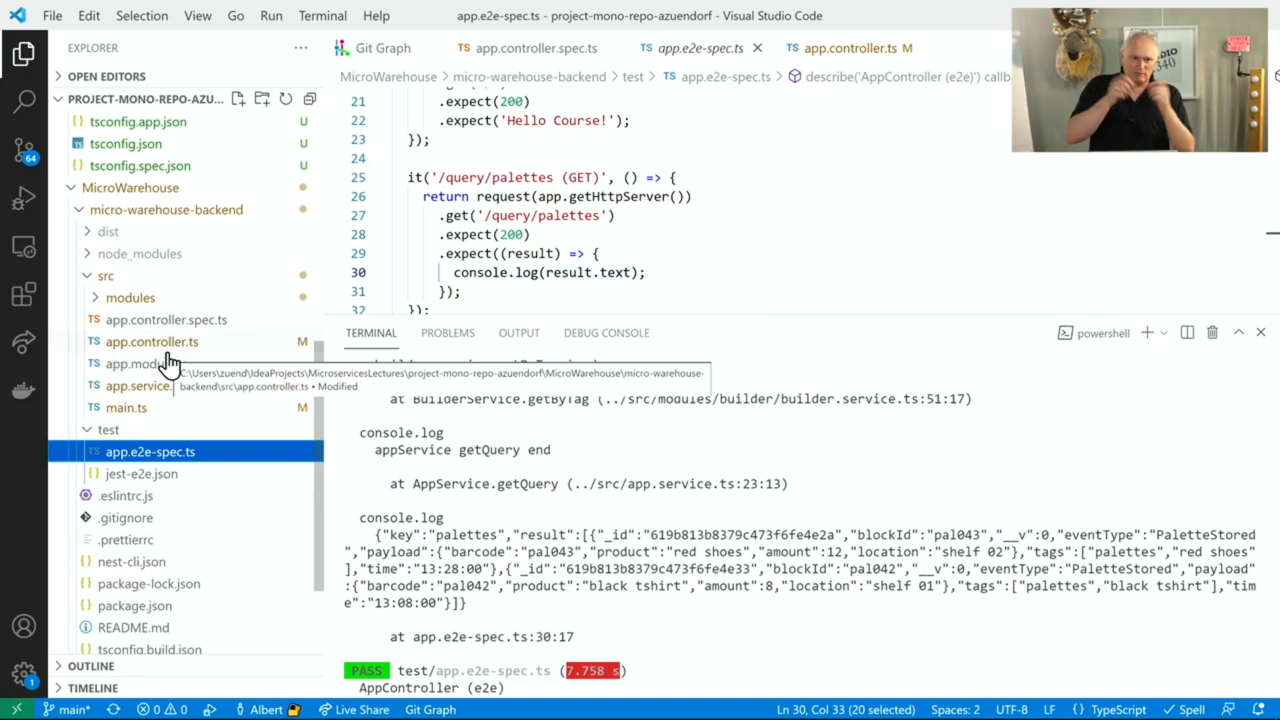 File Edit Selection View Go Run Terminal Help
app.e2e-spec.ts - project-mono-repo-azuendorf - Visual Studio Code
EXPLORER
OPEN EDITORS
PROJECT-MONO-REPO-AZU...
tsconfig.app.json U
tsconfig.json U
tsconfig.spec.json U
MicroWarehouse
micro-warehouse-backend
dist
node_modules
src
modules
app.controller.spec.ts
app.controller.ts M
app.modu
app.service.
main.ts M
test
app.e2e-spec.ts
jest-e2e.json
.eslintrc.js
.gitignore
.prettierrc
nest-cli.json
package-lock.json
package.json
README.md
tsconfig.build.json
OUTLINE
TIMELINE
C:\Users\zuend\IdeaProjects\MicroservicesLectures\project-mono-repo-azuendorf\MicroWarehouse\micro-warehouse-
backend\src\app.controller.ts • Modified
Git Graph app.controller.spec.ts app.e2e-spec.ts app.controller.ts M
MicroWarehouse > micro-warehouse-backend > test > app.e2e-spec.ts > describe('AppController (e2e)') callb
21 .expect(200)
22 .expect('Hello Course!');
23 });
24
25 it('/query/palettes (GET)', () => {
26 return request(app.getHttpServer())
27 .get('/query/palettes')
28 .expect(200)
29 .expect((result) => {
30 console.log(result.text);
31 });
32 });
TERMINAL PROBLEMS OUTPUT DEBUG CONSOLE
powershell
at BuilderService.getByTag (../src/modules/builder/builder.service.ts:51:17)
console.log
appService getQuery end
at AppService.getQuery (../src/app.service.ts:23:13)
console.log
{"key":"palettes","result":[{"_id":"619b813b8379c473f6fe4e2a","blockId":"pal043","__v":0,"eventType":"PaletteStored
","payload":{"barcode":"pal043","product":"red shoes","amount":12,"location":"shelf 02"},"tags":["palettes","red shoes"
],"time":"13:28:00"},{"_id":"619b813b8379c473f6fe4e33","blockId":"pal042","__v":0,"eventType":"PaletteStored","payload"
:{"barcode":"pal042","product":"black tshirt","amount":8,"location":"shelf 01"},"tags":["palettes","black tshirt"],"tim
e":"13:08:00"}]}
at app.e2e-spec.ts:30:17
PASS test/app.e2e-spec.ts (7.758 s)
AppController (e2e)
64
1
main* 0 0 Albert Live Share Git Graph
Ln 30, Col 33 (20 selected) Spaces: 2 UTF-8 LF TypeScript Spell